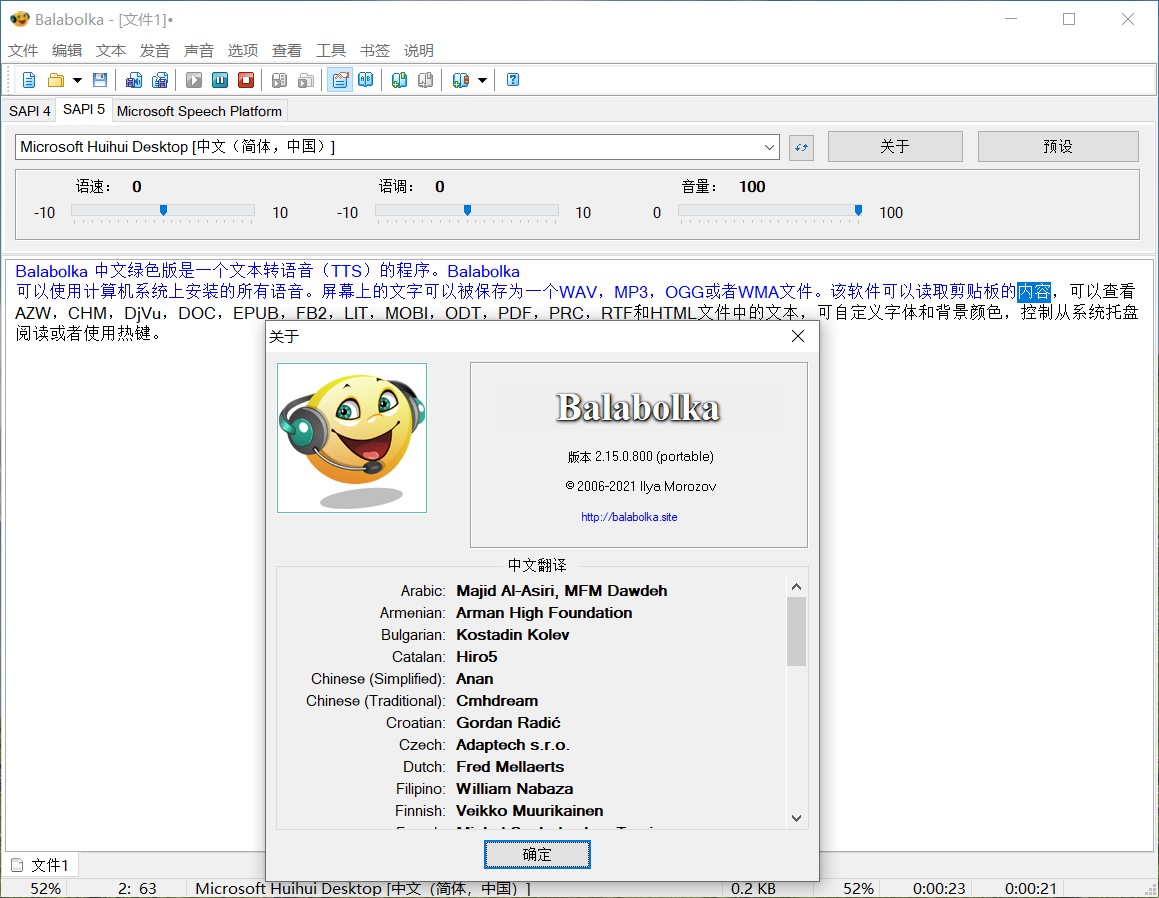 Balabolka - [文件1]•
文件 编辑 文本 发音 声音 选项 查看 工具 书签 说明
SAPI 4 SAPI 5 Microsoft Speech Platform
Microsoft Huihui Desktop [中文（简体，中国）] 关于 预设
语速： 0 语调： 0 音量： 100
-10 10 -10 10 0 100
Balabolka 中文绿色版是一个文本转语音（TTS）的程序。Balabolka
可以使用计算机系统上安装的所有语音。屏幕上的文字可以被保存为一个WAV，MP3，OGG或者WMA文件。该软件可以读取剪贴板的内容，可以查看
AZW，CHM，DjVu，DOC，EPUB，FB2，LIT，MOBI，ODT，PDF，PRC，RTF和HTML文件中的文本，可自定义字体和背景颜色，控制从系统托盘
阅读或者使用热键。
关于
Balabolka
版本 2.15.0.800 (portable)
© 2006-2021 Ilya Morozov
http://balabolka.site
中文翻译
Arabic: Majid Al-Asiri, MFM Dawdeh
Armenian: Arman High Foundation
Bulgarian: Kostadin Kolev
Catalan: Hiro5
Chinese (Simplified): Anan
Chinese (Traditional): Cmhdream
Croatian: Gordan Radić
Czech: Adaptech s.r.o.
Dutch: Fred Mellaerts
Filipino: William Nabaza
Finnish: Veikko Muurikainen
确定
文件1
52% 2: 63 Microsoft Huihui Desktop [中文（简体，中国）] 0.2 KB 52% 0:00:23 0:00:21